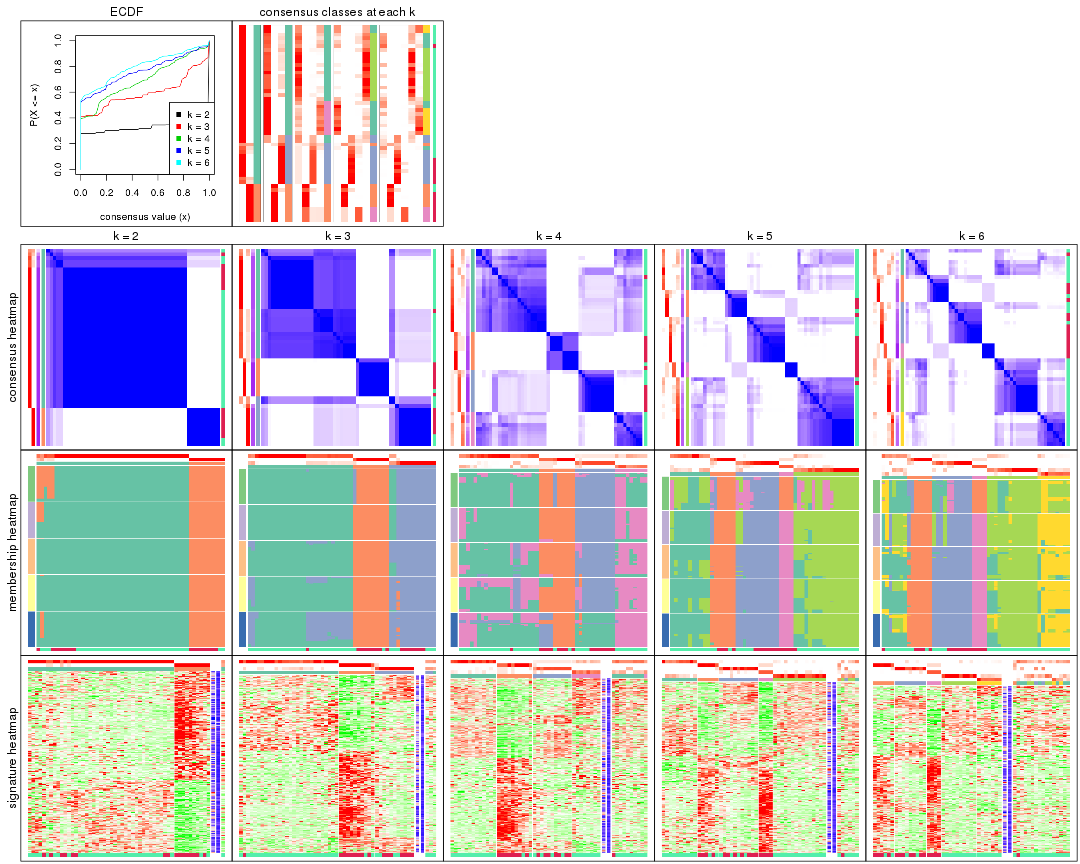 ECDF
consensus classes at each k
P(X <= x)
0.0 0.2 0.4 0.6 0.8 1.0
k = 2
k = 3
k = 4
k = 5
k = 6
0.0 0.2 0.4 0.6 0.8 1.0
consensus value (x)
k = 2 k = 3 k = 4 k = 5 k = 6
consensus heatmap
membership heatmap
signature heatmap